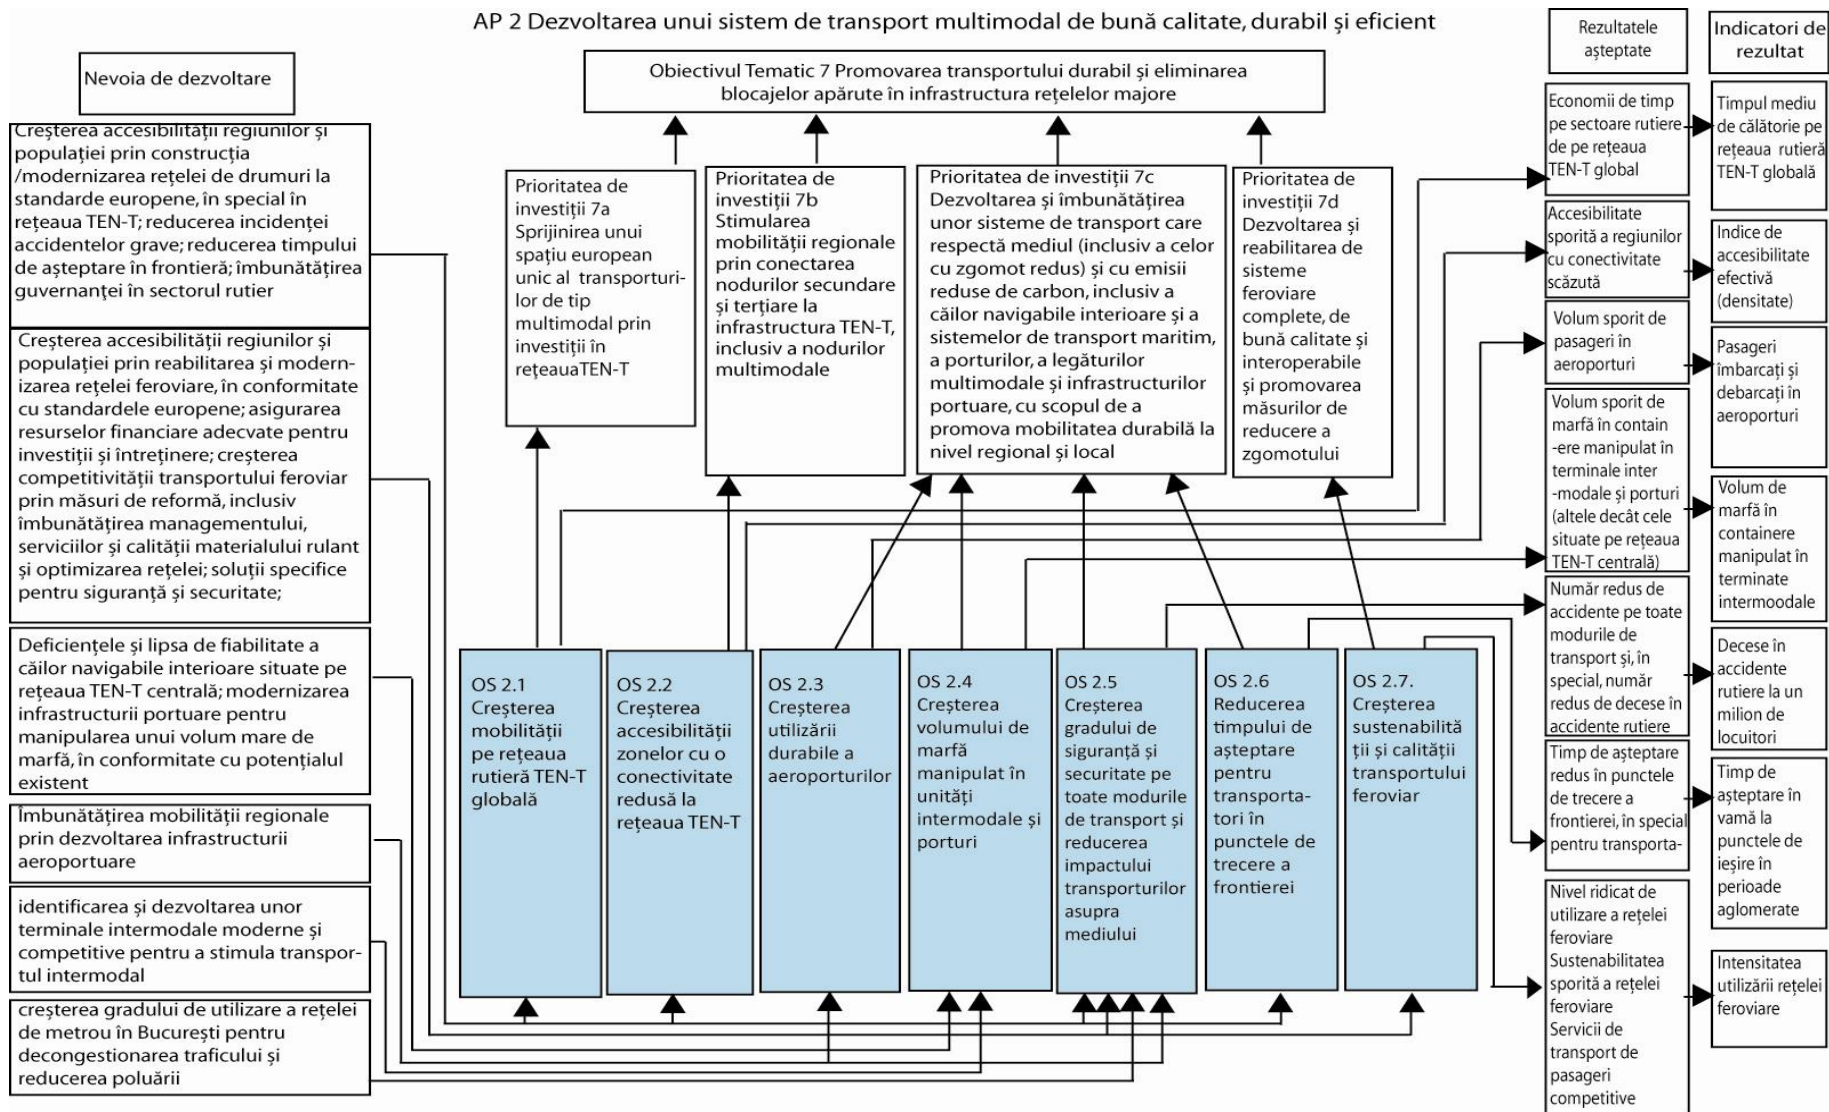 AP 2 Dezvoltarea unui sistem de transport multimodal de bună calitate, durabil și eficient
Nevoia de dezvoltare
Creșterea accesibilității regiunilor și
populației prin construcția
/modernizarea rețelei de drumuri la
standarde europene, în special în
rețeaua TEN-T; reducerea incidenței
accidentelor grave; reducerea timpului
de așteptare în frontieră; îmbunătățirea
guvernanței în sectorul rutier
Creșterea accesibilității regiunilor și
populației prin reabilitarea și modern-
izarea rețelei feroviare, în conformitate
cu standardele europene; asigurarea
resurselor financiare adecvate pentru
investiții și întreținere; creșterea
competitivității transportului feroviar
prin măsuri de reformă, inclusiv
îmbunătățirea managementului,
serviciilor și calității materialului rulant
și optimizarea rețelei; soluții specifice
pentru siguranță și securitate;
Deficiențele și lipsa de fiabilitate a
căilor navigabile interioare situate pe
rețeaua TEN-T centrală; modernizarea
infrastructurii portuare pentru
manipularea unui volum mare de
marfă, în conformitate cu potențialul
existent
Îmbunătățirea mobilității regionale
prin dezvoltarea infrastructurii
aeroportuare
identificarea și dezvoltarea unor
terminale intermodale moderne și
competitive pentru a stimula transpor-
tul intermodal
creșterea gradului de utilizare a rețelei
de metrou în București pentru
decongestionarea traficului și
reducerea poluării
Obiectivul Tematic 7 Promovarea transportului durabil și eliminarea
blocajelor apărute în infrastructura rețelelor majore
Prioritatea de
investiții 7a
Sprijinirea unui
spațiu european
unic al transporturi-
lor de tip
multimodal prin
investiții în
rețeauaTEN-T
Prioritatea de
investiții 7b
Stimularea
mobilității regionale
prin conectarea
nodurilor secundare
și terțiare la
infrastructura TEN-T,
inclusiv a nodurilor
multimodale
Prioritatea de investiții 7c
Dezvoltarea și îmbunătățirea
unor sisteme de transport care
respectă mediul (inclusiv a celor
cu zgomot redus) și cu emisii
reduse de carbon, inclusiv a
căilor navigabile interioare și a
sistemelor de transport maritim,
a porturilor, a legăturilor
multimodale și infrastructurilor
portuare, cu scopul de a
promova mobilitatea durabilă la
nivel regional și local
Prioritatea de
investiții 7d
Dezvoltarea și
reabilitarea de
sisteme
feroviare
complete, de
bună calitate și
interoperabile
și promovarea
măsurilor de
reducere a
zgomotului
OS 2.1
Creșterea
mobilității
pe rețeaua
rutieră TEN-T
globală
OS 2.2
Creșterea
accesibilității
zonelor cu o
conectivitate
redusă la
rețeaua TEN-T
OS 2.3
Creșterea
utilizării
durabile a
aeroporturilor
OS 2.4
Creșterea
volumului de
marfă
manipulat în
unități
intermodale și
porturi
OS 2.5
Creșterea
gradului de
siguranță și
securitate pe
toate modurile
de transport și
reducerea
impactului
transporturilor
asupra
mediului
OS 2.6
Reducerea
timpului de
așteptare
pentru
transporta-
tori în
punctele de
trecere a
frontierei
OS 2.7.
Creșterea
sustenabilită
ții și calității
transportului
feroviar
Rezultatele
așteptate
Economii de timp
pe sectoare rutiere
de pe rețeaua
TEN-T global
Accesibilitate
sporită a regiunilor
cu conectivitate
scăzută
Volum sporit de
pasageri în
aeroporturi
Volum sporit de
marfă în contain
-ere manipulat în
terminale inter
-modale și porturi
(altele decât cele
situate pe rețeaua
TEN-T centrală)
Număr redus de
accidente pe toate
modurile de
transport și, în
special, număr
redus de decese în
accidente rutiere
Timp de așteptare
redus în punctele
de trecere a
frontierei, în special
pentru transporta-
Nivel ridicat de
utilizare a rețelei
feroviare
Sustenabilitatea
sporită a rețelei
feroviare
Servicii de
transport de
pasageri
competitive
Indicatori de
rezultat
Timpul mediu
de călătorie pe
rețeaua rutieră
TEN-T globală
Indice de
accesibilitate
efectivă
(densitate)
Pasageri
îmbarcați și
debarcați în
aeroporturi
Volum de
marfă în
containere
manipulat în
terminate
intermoodale
Decese în
accidente
rutiere la un
milion de
locuitori
Timp de
așteptare în
vamă la
punctele de
ieșire în
perioade
aglomerate
Intensitatea
utilizării rețelei
feroviare